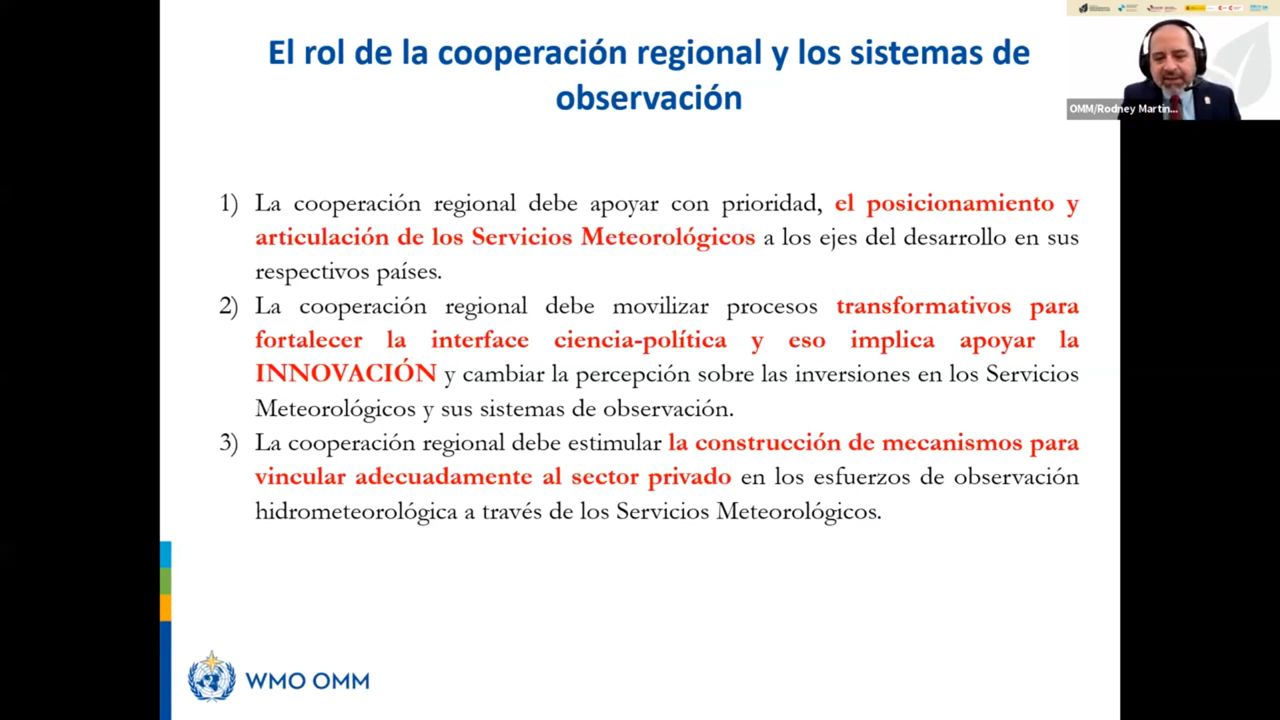 El rol de la cooperación regional y los sistemas de
observación
OMM/Rodney Martin...
1) La cooperación regional debe apoyar con prioridad, el posicionamiento y
articulación de los Servicios Meteorológicos a los ejes del desarrollo en sus
respectivos países.
2) La cooperación regional debe movilizar procesos transformativos para
fortalecer la interface ciencia-política y eso implica apoyar la
INNOVACIÓN y cambiar la percepción sobre las inversiones en los Servicios
Meteorológicos y sus sistemas de observación.
3) La cooperación regional debe estimular la construcción de mecanismos para
vincular adecuadamente al sector privado en los esfuerzos de observación
hidrometeorológica a través de los Servicios Meteorológicos.
WMO OMM